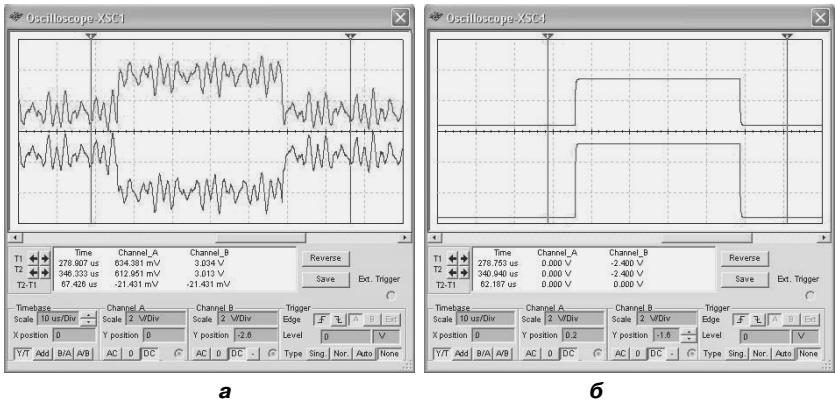 Oscilloscope-XSC1
T1
T2
T2-T1
Time Channel_A Channel_B
278.907 us 634.381 mV 3.034 V
346.333 us 612.951 mV 3.013 V
67.426 us -21.431 mV -21.431 mV
Reverse
Save
Ext. Trigger
Timebase
Scale 10 us/Div
X position 0
Y/T Add B/A A/B
Channel A
Scale 2 V/Div
Y position 0
AC 0 DC
Channel B
Scale 2 V/Div
Y position -2.6
AC 0 DC -
Trigger
Edge A B Ext
Level 0 V
Type Sing. Nor. Auto None
а
Oscilloscope-XSC4
T1
T2
T2-T1
Time Channel_A Channel_B
278.753 us 0.000 V -2.400 V
340.940 us 0.000 V -2.400 V
62.187 us 0.000 V 0.000 V
Reverse
Save
Ext. Trigger
Timebase
Scale 10 us/Div
X position 0
Y/T Add B/A A/B
Channel A
Scale 2 V/Div
Y position 0.2
AC 0 DC
Channel B
Scale 2 V/Div
Y position -1.6
AC 0 DC -
Trigger
Edge A B Ext
Level 0 V
Type Sing. Nor. Auto None
б